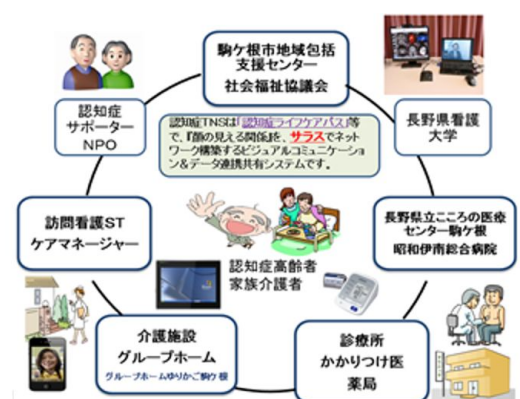 駒ケ根市地域包括
支援センター
社会福祉協議会
認知症
サポーター
NPO
認知症TNSは「認知症ライフケアパス」等
で、『顔の見える関係』を、サラスでネット
ワーク構築するビジュアルコミュニケーショ
ン＆データ連携共有システムです。
長野県看護
大学
訪問看護ST
ケアマネージャー
長野県立こころの医療
センター駒ケ根
昭和伊南総合病院
認知症高齢者
家族介護者
介護施設
グループホーム
グループホームゆりかご駒ケ根
診療所
かかりつけ医
薬局